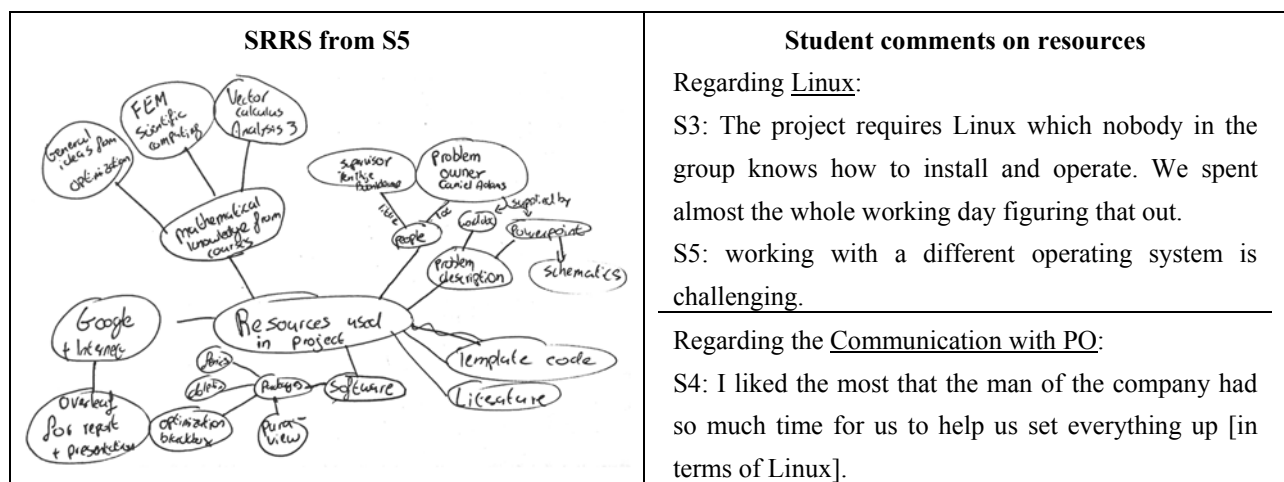 SRRS from S5
General
ideas from
optimization
FEM
Scientific
computing
Vector
calculus
Analysis 3
mathematical
knowledge from
courses
supervisor
Problem
owner
like
people
supplied by
Powerpoint
schematics
problem
description
Google
+ Internet
Resources used
in project
Template code
Literature
Software
optimization
blackbox
Para-
view
Overleaf
for report
+ presentation
Student comments on resources
Regarding Linux:
S3: The project requires Linux which nobody in the
group knows how to install and operate. We spent
almost the whole working day figuring that out.
S5: working with a different operating system is
challenging.
Regarding the Communication with PO:
S4: I liked the most that the man of the company had
so much time for us to help us set everything up [in
terms of Linux].